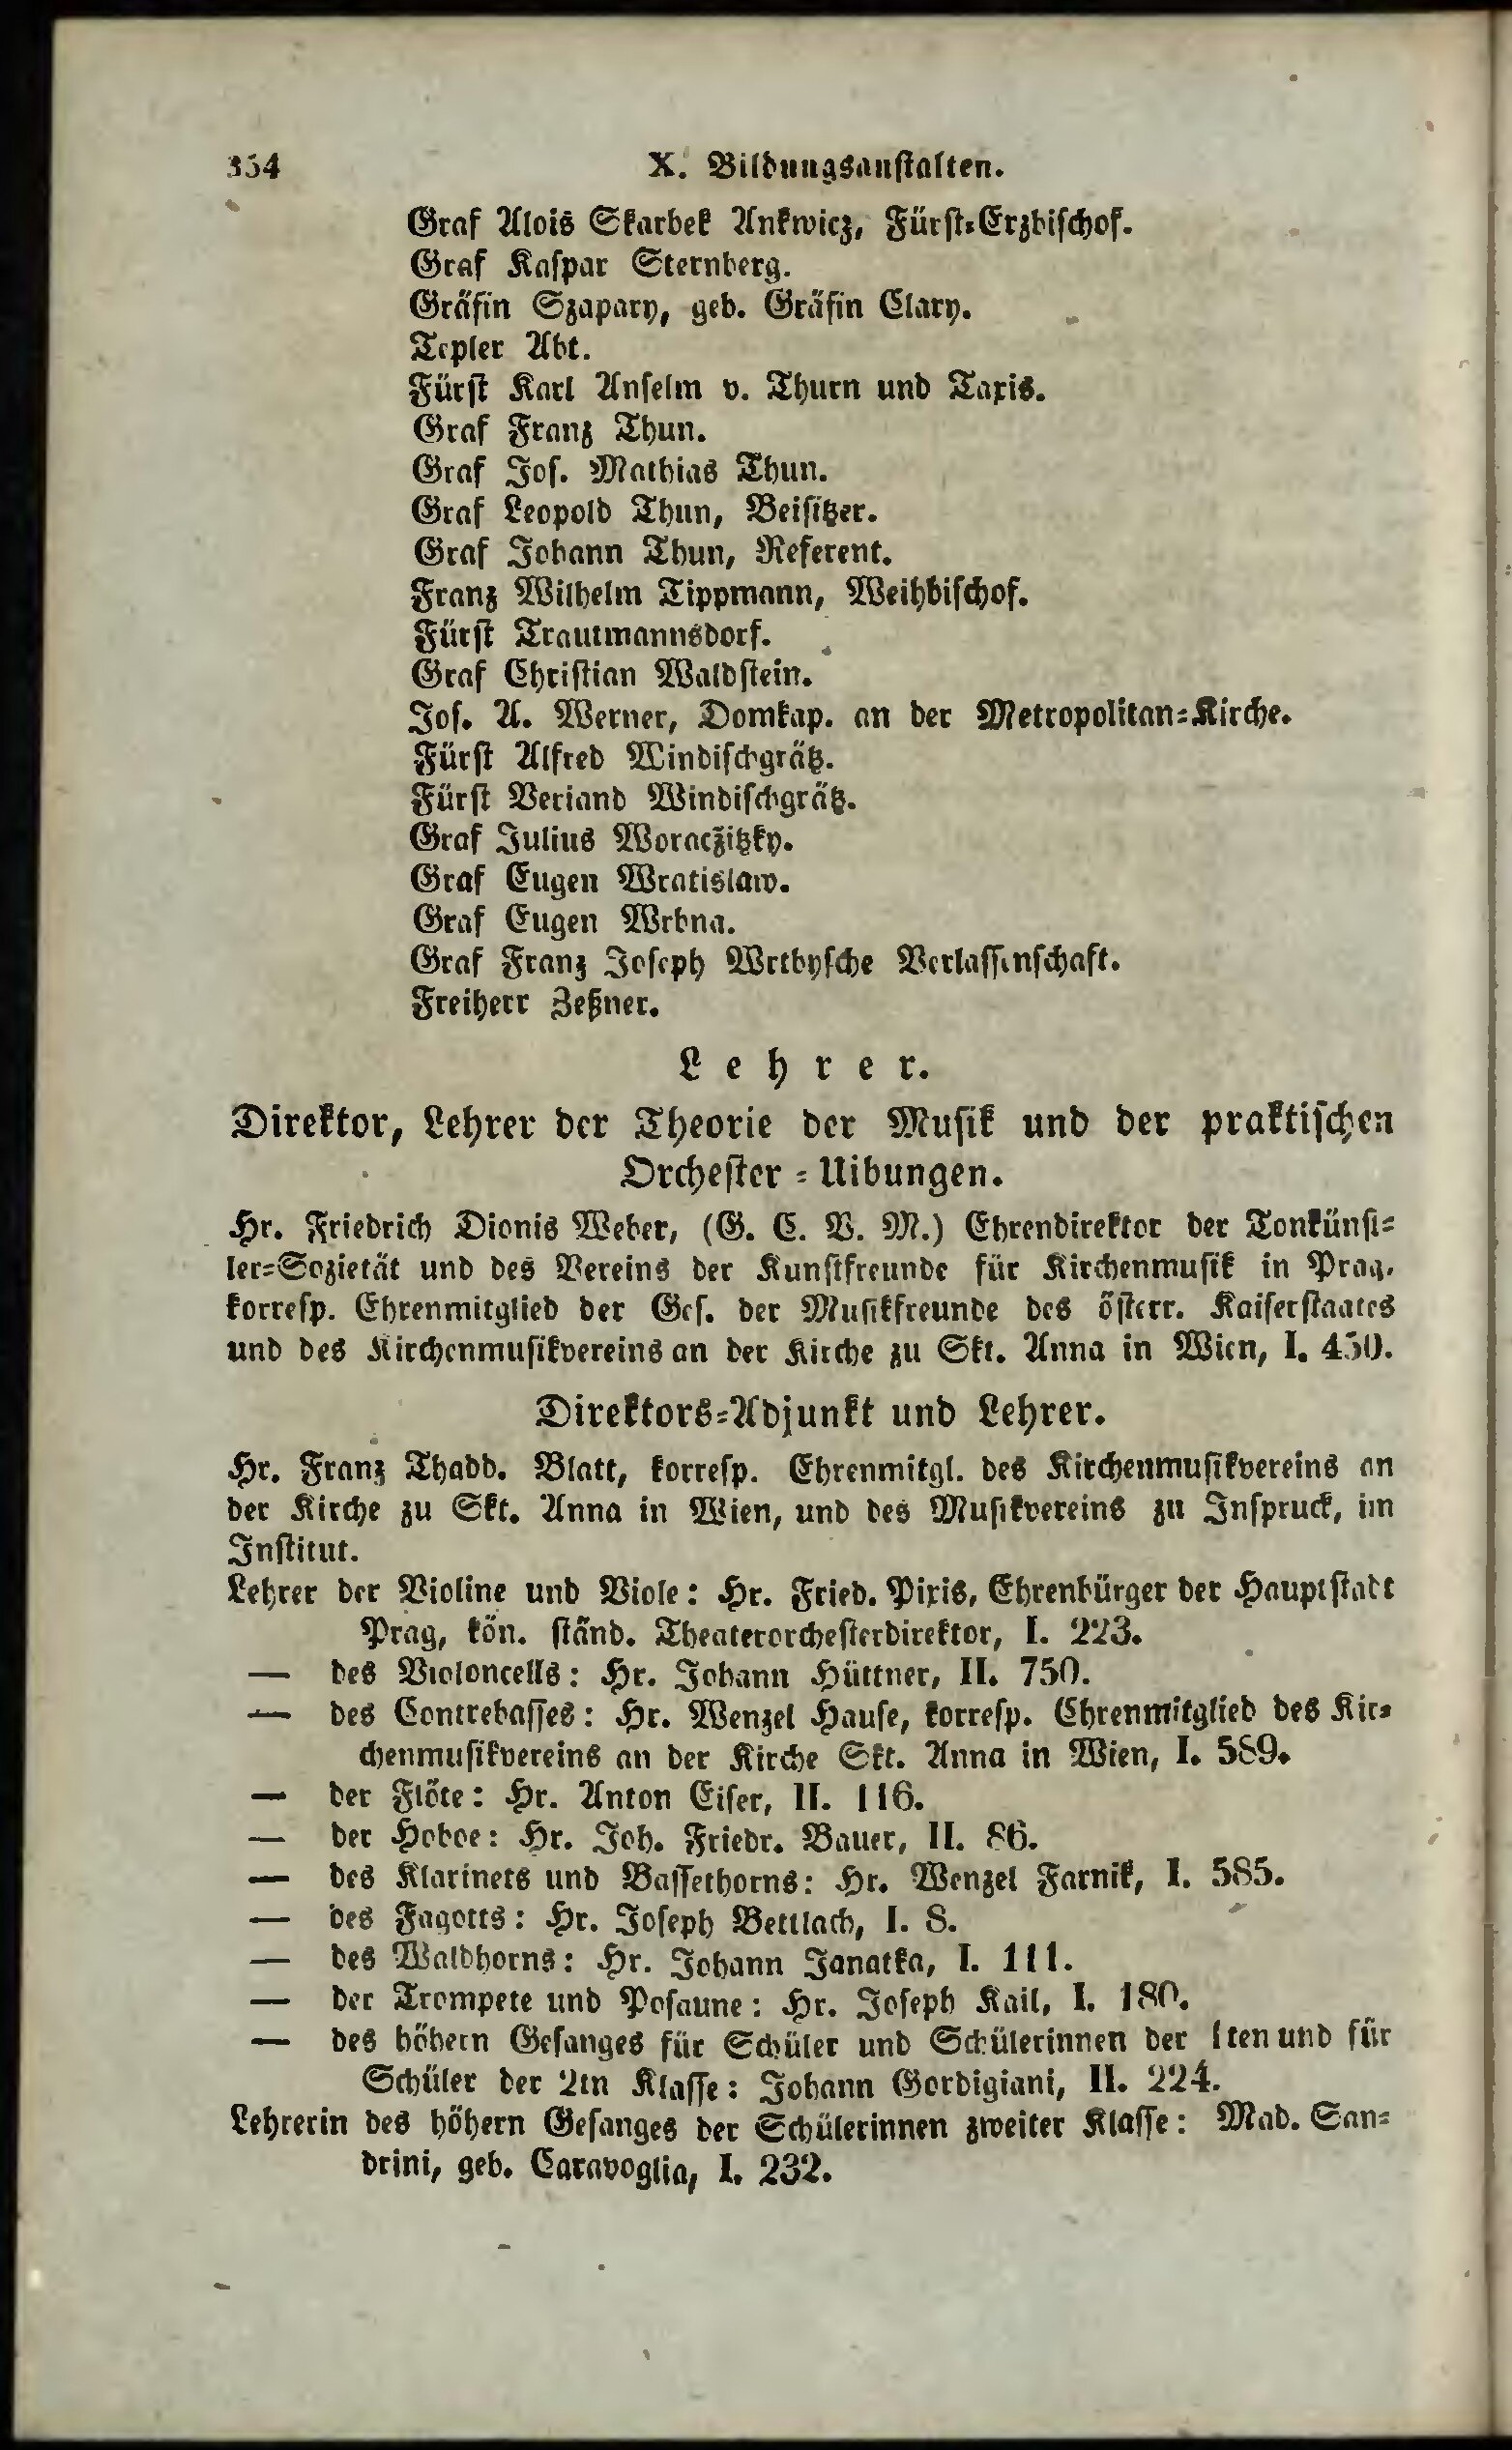 354 X. Bildungsanstalten.
Graf Alois Skarbek Ankwicz, Fürst-Erzbischof.
Graf Kaspar Sternberg.
Gräfin Szapary, geb. Gräfin Clary.
Tepler Abt.
Fürst Karl Anselm v. Thurn und Taxis.
Graf Franz Thun.
Graf Jos. Mathias Thun.
Graf Leopold Thun, Beisitzer.
Graf Johann Thun, Referent.
Franz Wilhelm Tippmann, Weihbischof.
Fürst Trautmannsdorf.
Graf Christian Waldstein.
Jos. A. Werner, Domkap. an der Metropolitan-Kirche.
Fürst Alfred Windischgrätz.
Fürst Veriand Windischgrätz.
Graf Julius Woraczitzky.
Graf Eugen Wratislaw.
Graf Eugen Wrbna.
Graf Franz Joseph Wrtbysche Verlassenschaft.
Freiherr Zeßner.
Lehrer.
Direktor, Lehrer der Theorie der Musik und der praktischen
Orchester-Uibungen.
Hr. Friedrich Dionis Weber, (G. E. B. M.) Ehrendirektor der Tonkünst-
ler-Sozietät und des Vereins der Kunstfreunde für Kirchenmusik in Prag,
korresp. Ehrenmitglied der Ges. der Musikfreunde des österr. Kaiserstaates
und des Kirchenmusikvereins an der Kirche zu Skt. Anna in Wien, I. 450.
Direktors-Adjunkt und Lehrer.
Hr. Franz Thadd. Blatt, korresp. Ehrenmitgl. des Kirchenmusikvereins an
der Kirche zu Skt. Anna in Wien, und des Musikvereins zu Inspruck, im
Institut.
Lehrer der Violine und Viole: Hr. Fried. Pixis, Ehrenbürger der Hauptstadt
Prag, kön. ständ. Theaterorchesterdirektor, I. 223.
— des Violoncells: Hr. Johann Hüttner, II. 750.
— des Contrebasses: Hr. Wenzel Hause, korresp. Ehrenmitglied des Kir-
chenmusikvereins an der Kirche Skt. Anna in Wien, I. 589.
— der Flöte: Hr. Anton Eiser, II. 116.
— der Hoboe: Hr. Joh. Friedr. Bauer, II. 86.
— des Klarinets und Bassethorns: Hr. Wenzel Farnik, I. 585.
— des Fagotts: Hr. Joseph Bettlach, I. 8.
— des Waldhorns: Hr. Johann Janatka, I. 111.
— der Trompete und Posaune: Hr. Joseph Kail, I. 180.
— des höhern Gesanges für Schüler und Schülerinnen der 1ten und für
Schüler der 2tn Klasse: Johann Gordigiani, II. 224.
Lehrerin des höhern Gesanges der Schülerinnen zweiter Klasse: Mad. San-
drini, geb. Caravoglia, I. 232.